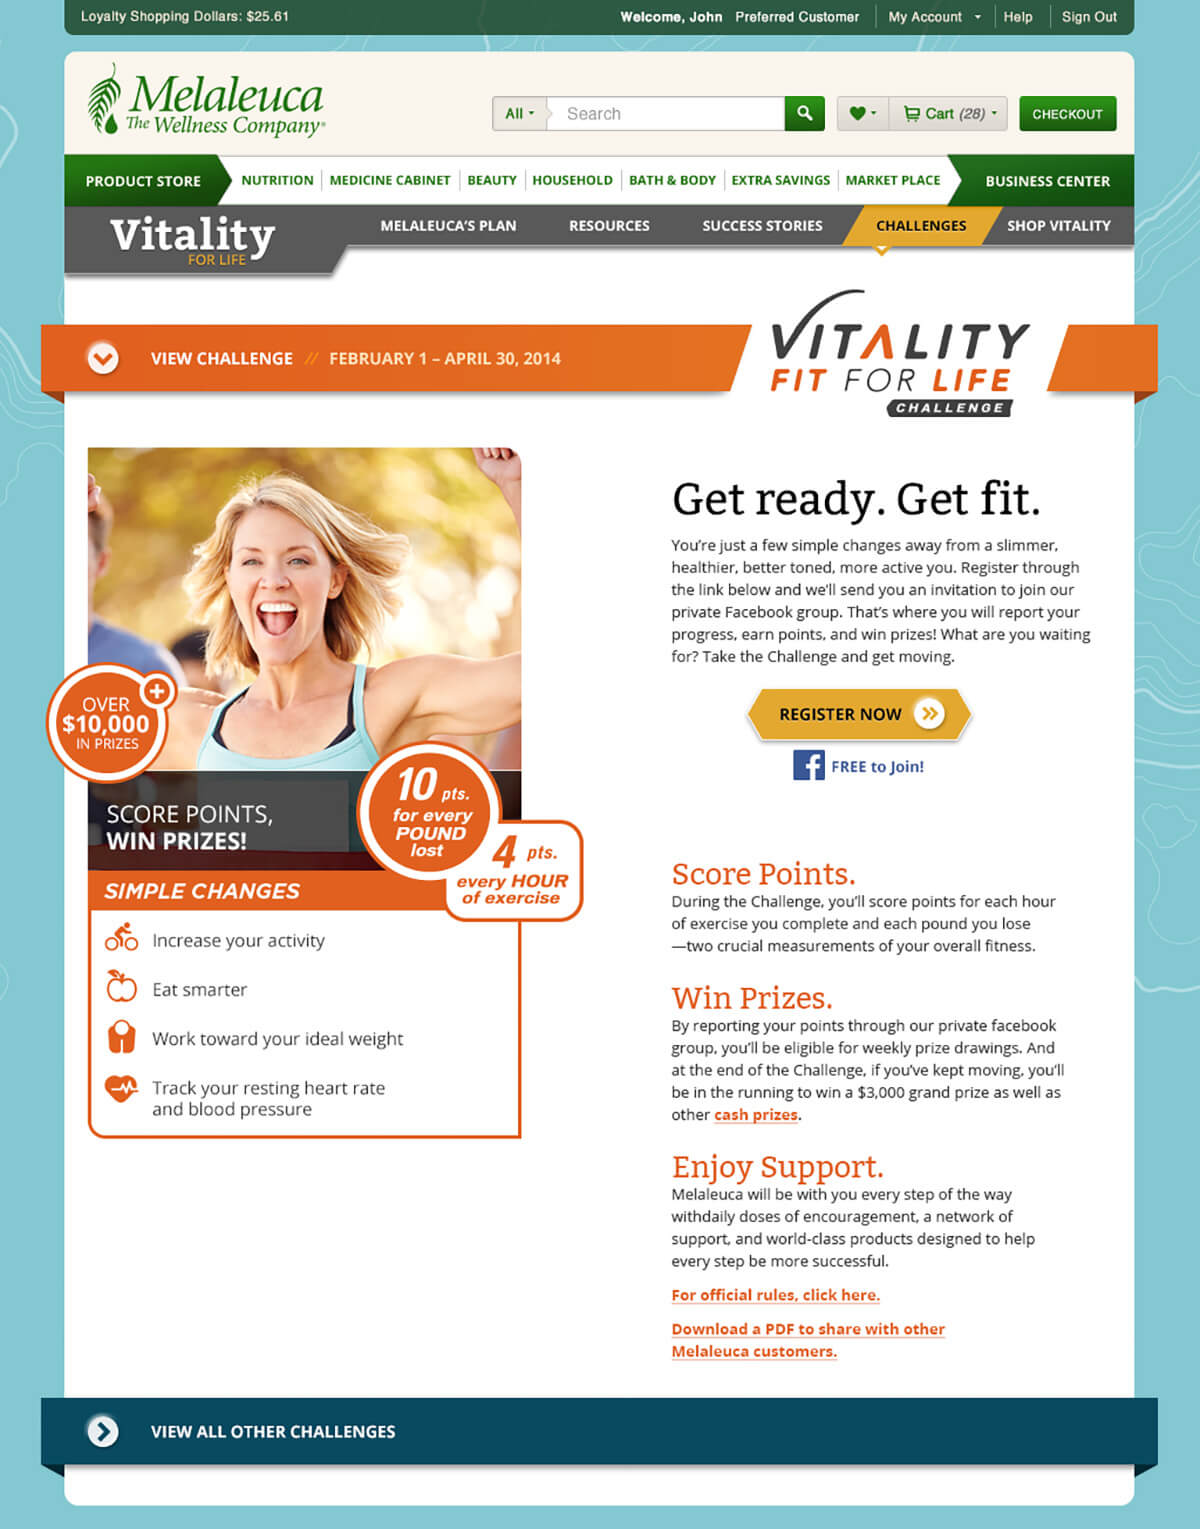 Loyalty Shopping Dollars: $25.61
Welcome, John Preferred Customer My Account Help Sign Out
Melaleuca
The Wellness Company®
All Search Cart (28) CHECKOUT
PRODUCT STORE NUTRITION MEDICINE CABINET BEAUTY HOUSEHOLD BATH & BODY EXTRA SAVINGS MARKET PLACE BUSINESS CENTER
Vitality
FOR LIFE
MELALEUCA'S PLAN RESOURCES SUCCESS STORIES CHALLENGES SHOP VITALITY
VIEW CHALLENGE // FEBRUARY 1 – APRIL 30, 2014
VITALITY
FIT FOR LIFE
CHALLENGE
OVER
$10,000
IN PRIZES
SCORE POINTS,
WIN PRIZES!
10 pts.
for every
POUND
lost
4 pts.
every HOUR
of exercise
SIMPLE CHANGES
Increase your activity
Eat smarter
Work toward your ideal weight
Track your resting heart rate
and blood pressure
Get ready. Get fit.
You're just a few simple changes away from a slimmer,
healthier, better toned, more active you. Register through
the link below and we'll send you an invitation to join our
private Facebook group. That's where you will report your
progress, earn points, and win prizes! What are you waiting
for? Take the Challenge and get moving.
REGISTER NOW
f FREE to Join!
Score Points.
During the Challenge, you'll score points for each hour
of exercise you complete and each pound you lose
—two crucial measurements of your overall fitness.
Win Prizes.
By reporting your points through our private facebook
group, you'll be eligible for weekly prize drawings. And
at the end of the Challenge, if you've kept moving, you'll
be in the running to win a $3,000 grand prize as well as
other cash prizes.
Enjoy Support.
Melaleuca will be with you every step of the way
withdaily doses of encouragement, a network of
support, and world-class products designed to help
every step be more successful.
For official rules, click here.
Download a PDF to share with other
Melaleuca customers.
VIEW ALL OTHER CHALLENGES